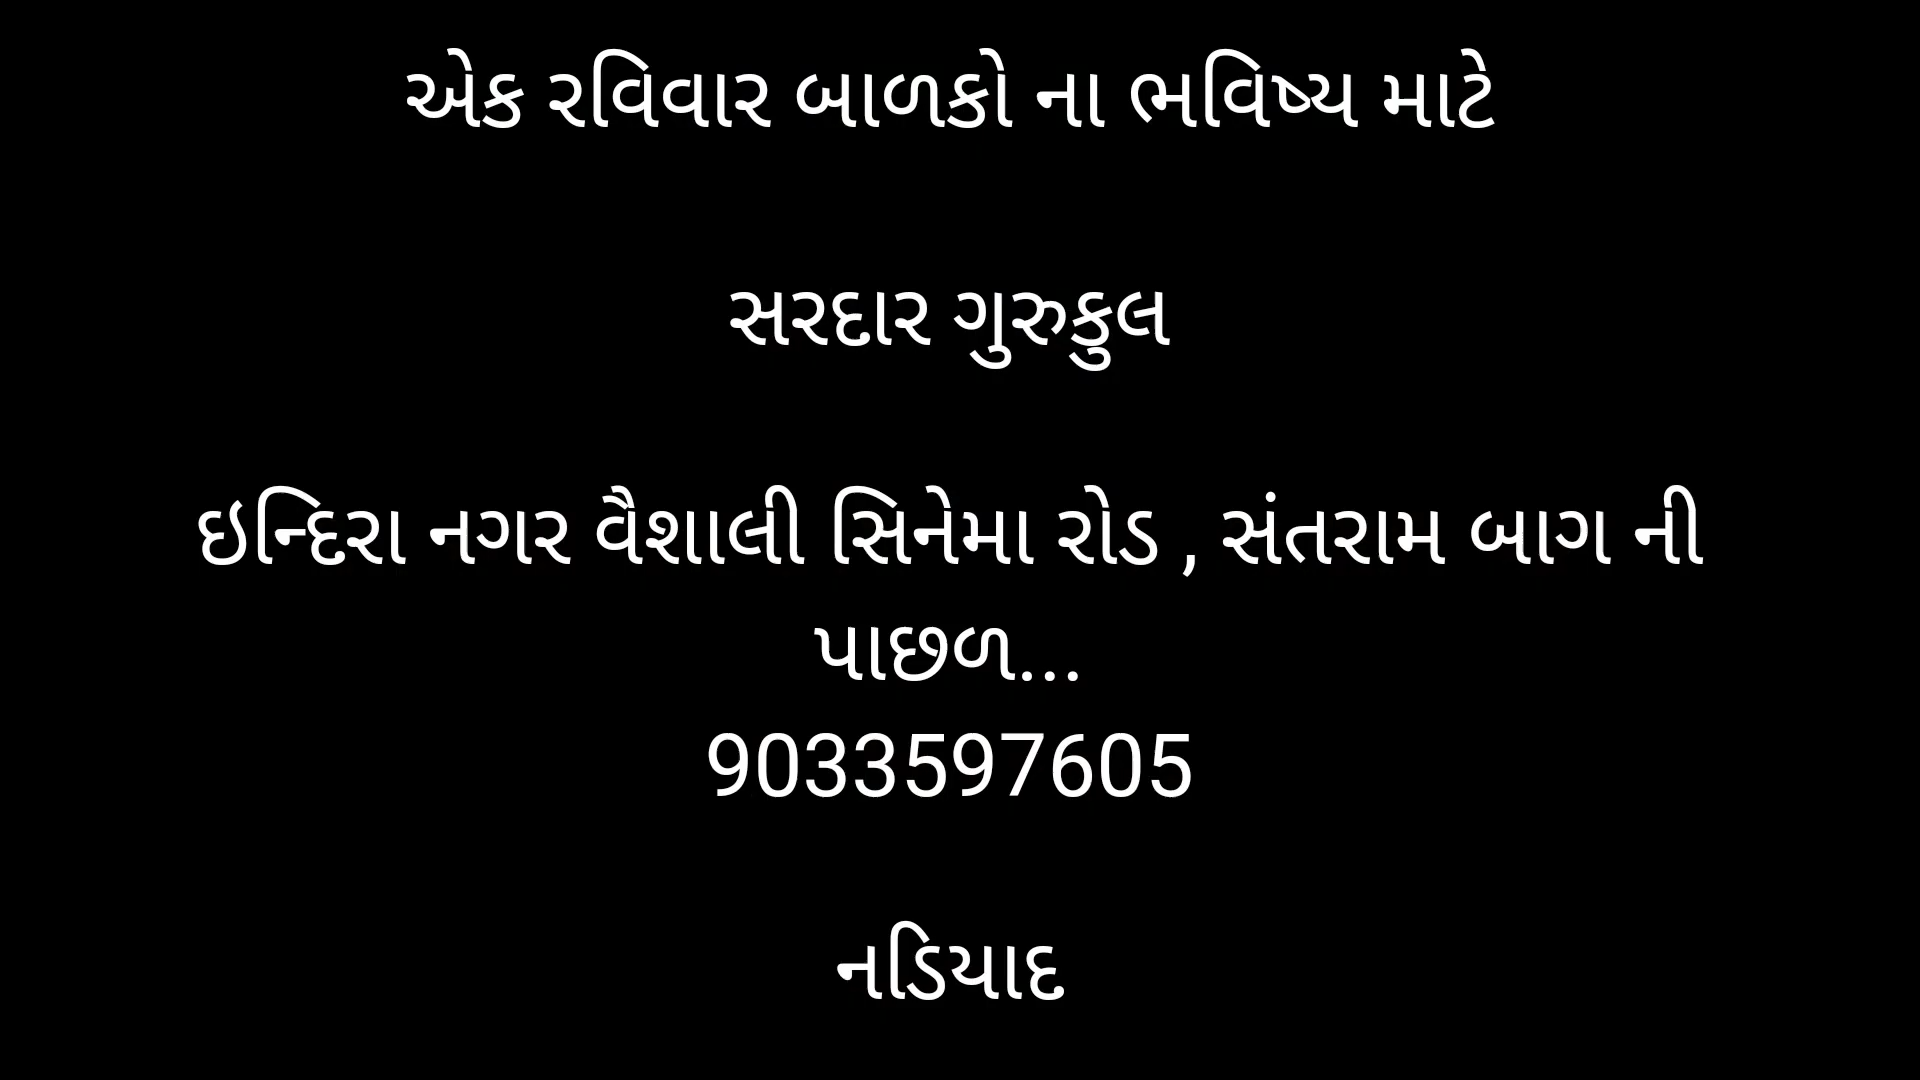 એક રવિવાર બાળકો ના ભવિષ્ય માટે
સરદાર ગુરુકુલ
ઇન્દિરા નગર વૈશાલી સિનેમા રોડ , સંતરામ બાગ ની
પાછળ...
9033597605
નડિયાદ